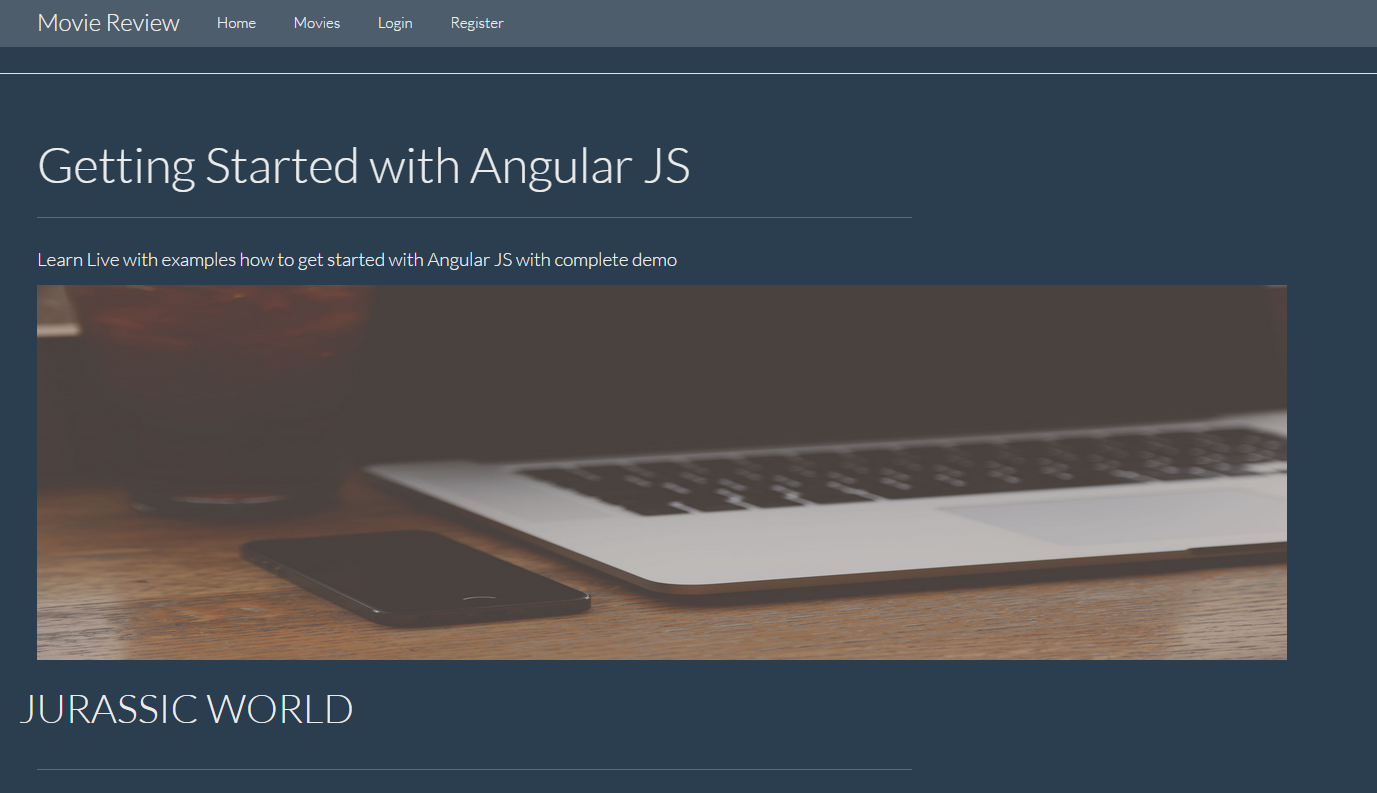 Movie Review Home Movies Login Register
Getting Started with Angular JS
Learn Live with examples how to get started with Angular JS with complete demo
JURASSIC WORLD